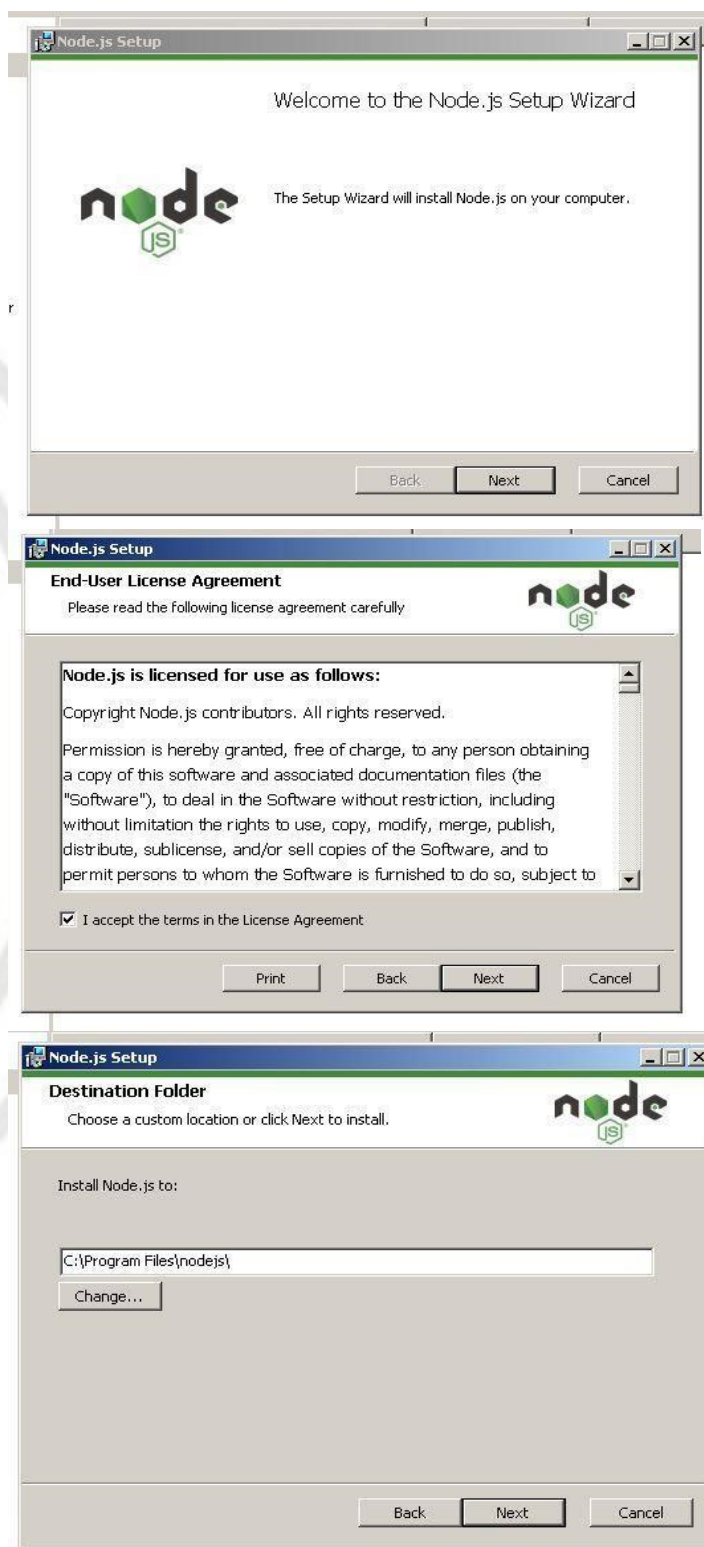 Node.js Setup
Welcome to the Node.js Setup Wizard
node
JS
The Setup Wizard will install Node.js on your computer.
r
Back
Next
Cancel
Node.js Setup
End-User License Agreement
Please read the following license agreement carefully
node
JS
Node.js is licensed for use as follows:
Copyright Node.js contributors. All rights reserved.
Permission is hereby granted, free of charge, to any person obtaining
a copy of this software and associated documentation files (the
"Software"), to deal in the Software without restriction, including
without limitation the rights to use, copy, modify, merge, publish,
distribute, sublicense, and/or sell copies of the Software, and to
permit persons to whom the Software is furnished to do so, subject to
I accept the terms in the License Agreement
Print
Back
Next
Cancel
Node.js Setup
Destination Folder
Choose a custom location or click Next to install.
node
JS
Install Node.js to:
C:\Program Files\nodejs\
Change...
Back
Next
Cancel